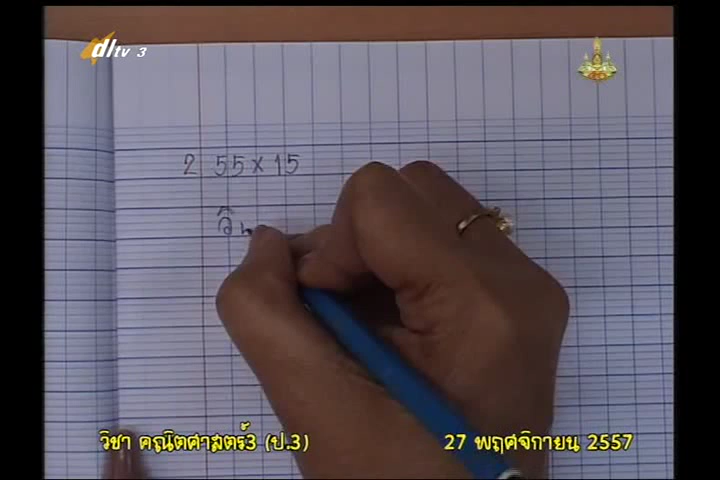 dltv 3
2 55 × 15
วิ
วิชา คณิตศาสตร์3 (ป.3)
27 พฤศจิกายน 2557